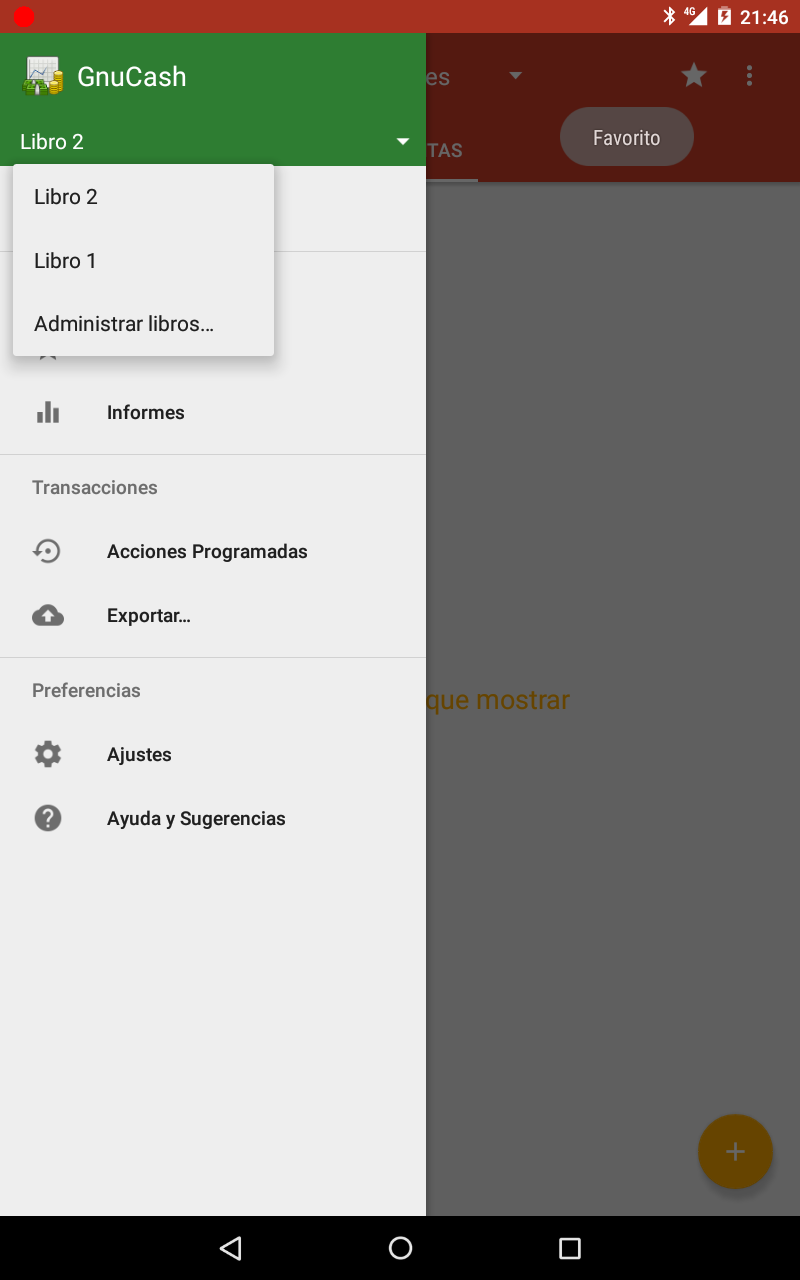 4G 21:46
GnuCash
Libro 2
Libro 2
Libro 1
Administrar libros…
Informes
Transacciones
Acciones Programadas
Exportar…
Preferencias
Ajustes
Ayuda y Sugerencias
es
Favorito
TAS
que mostrar